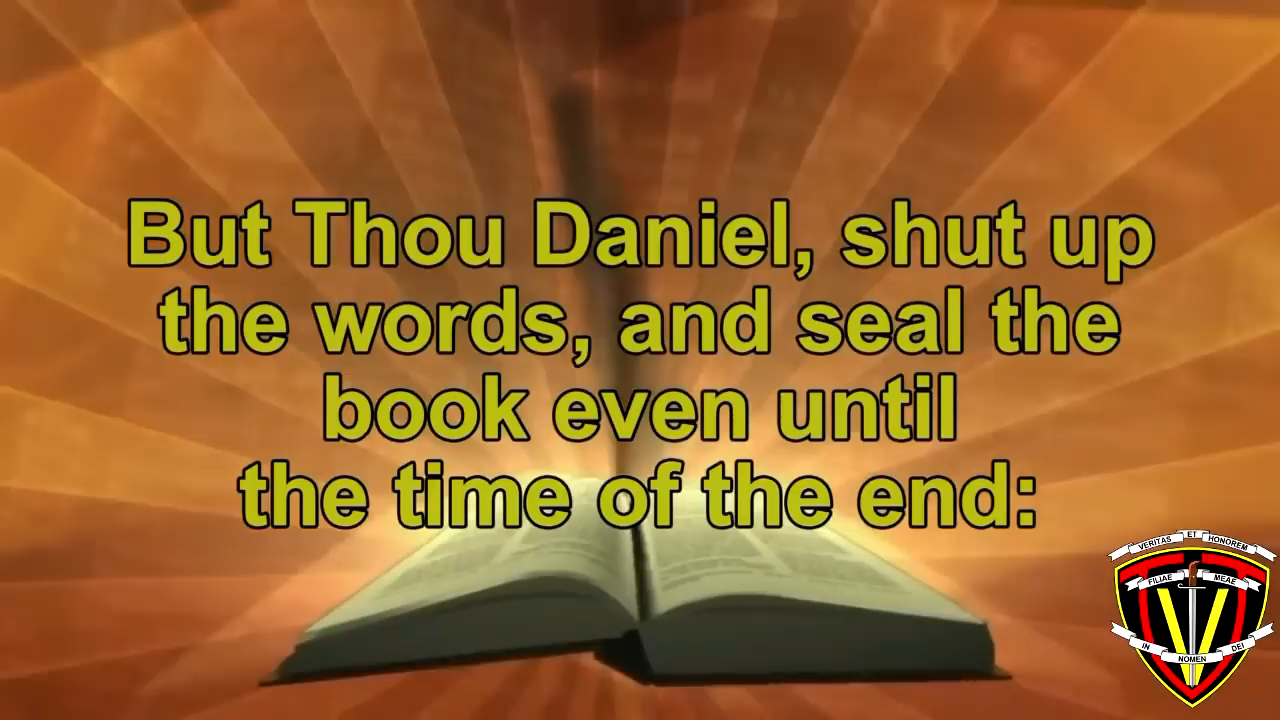 But Thou Daniel, shut up
the words, and seal the
book even until
the time of the end:
VERITAS ET HONOREM
FILIAE MEAE
IN NOMEN DEI